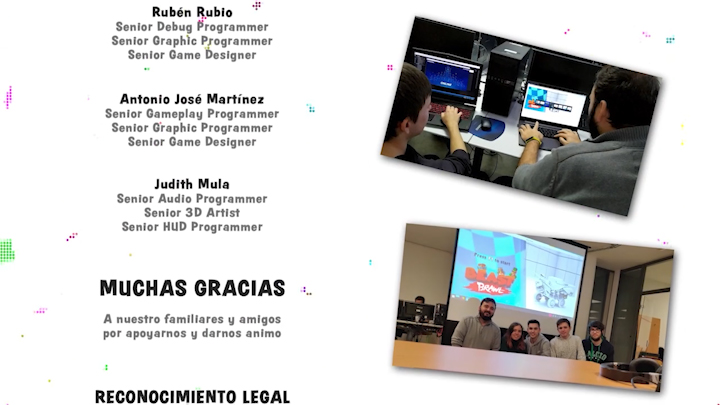 Rubén Rubio
Senior Debug Programmer
Senior Graphic Programmer
Senior Game Designer
Antonio José Martínez
Senior Gameplay Programmer
Senior Graphic Programmer
Senior Game Designer
Judith Mula
Senior Audio Programmer
Senior 3D Artist
Senior HUD Programmer
MUCHAS GRACIAS
A nuestro familiares y amigos
por apoyarnos y darnos animo
RECONOCIMIENTO LEGAL